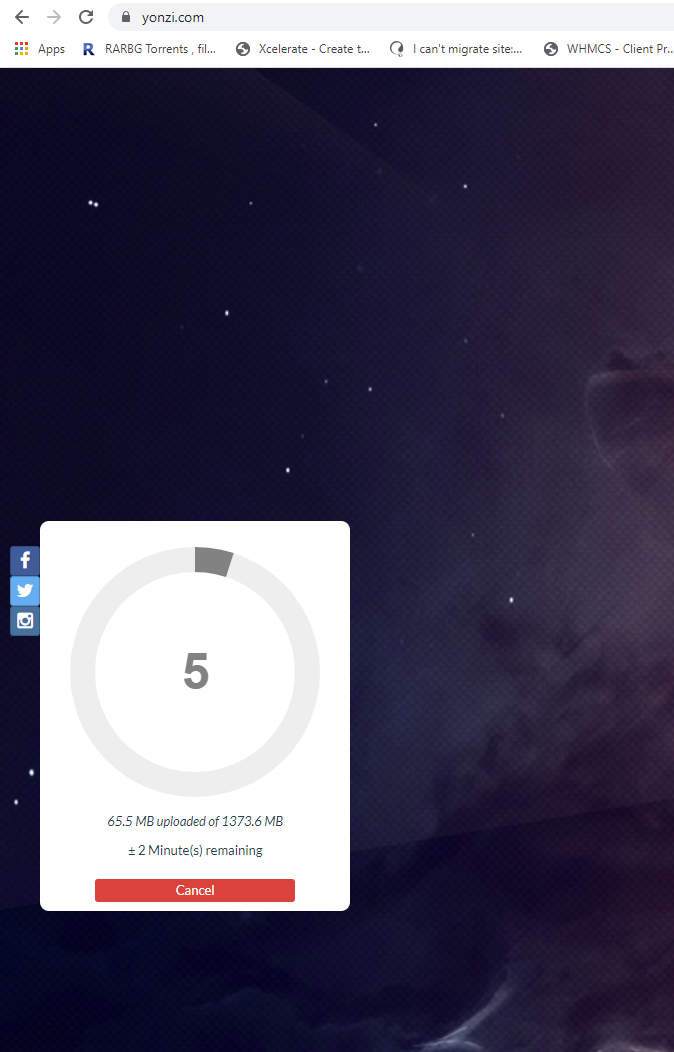 yonzi.com
Apps RARBG Torrents , fil... Xcelerate - Create t... I can't migrate site:... WHMCS - Client Pr...
5
65.5 MB uploaded of 1373.6 MB
± 2 Minute(s) remaining
Cancel